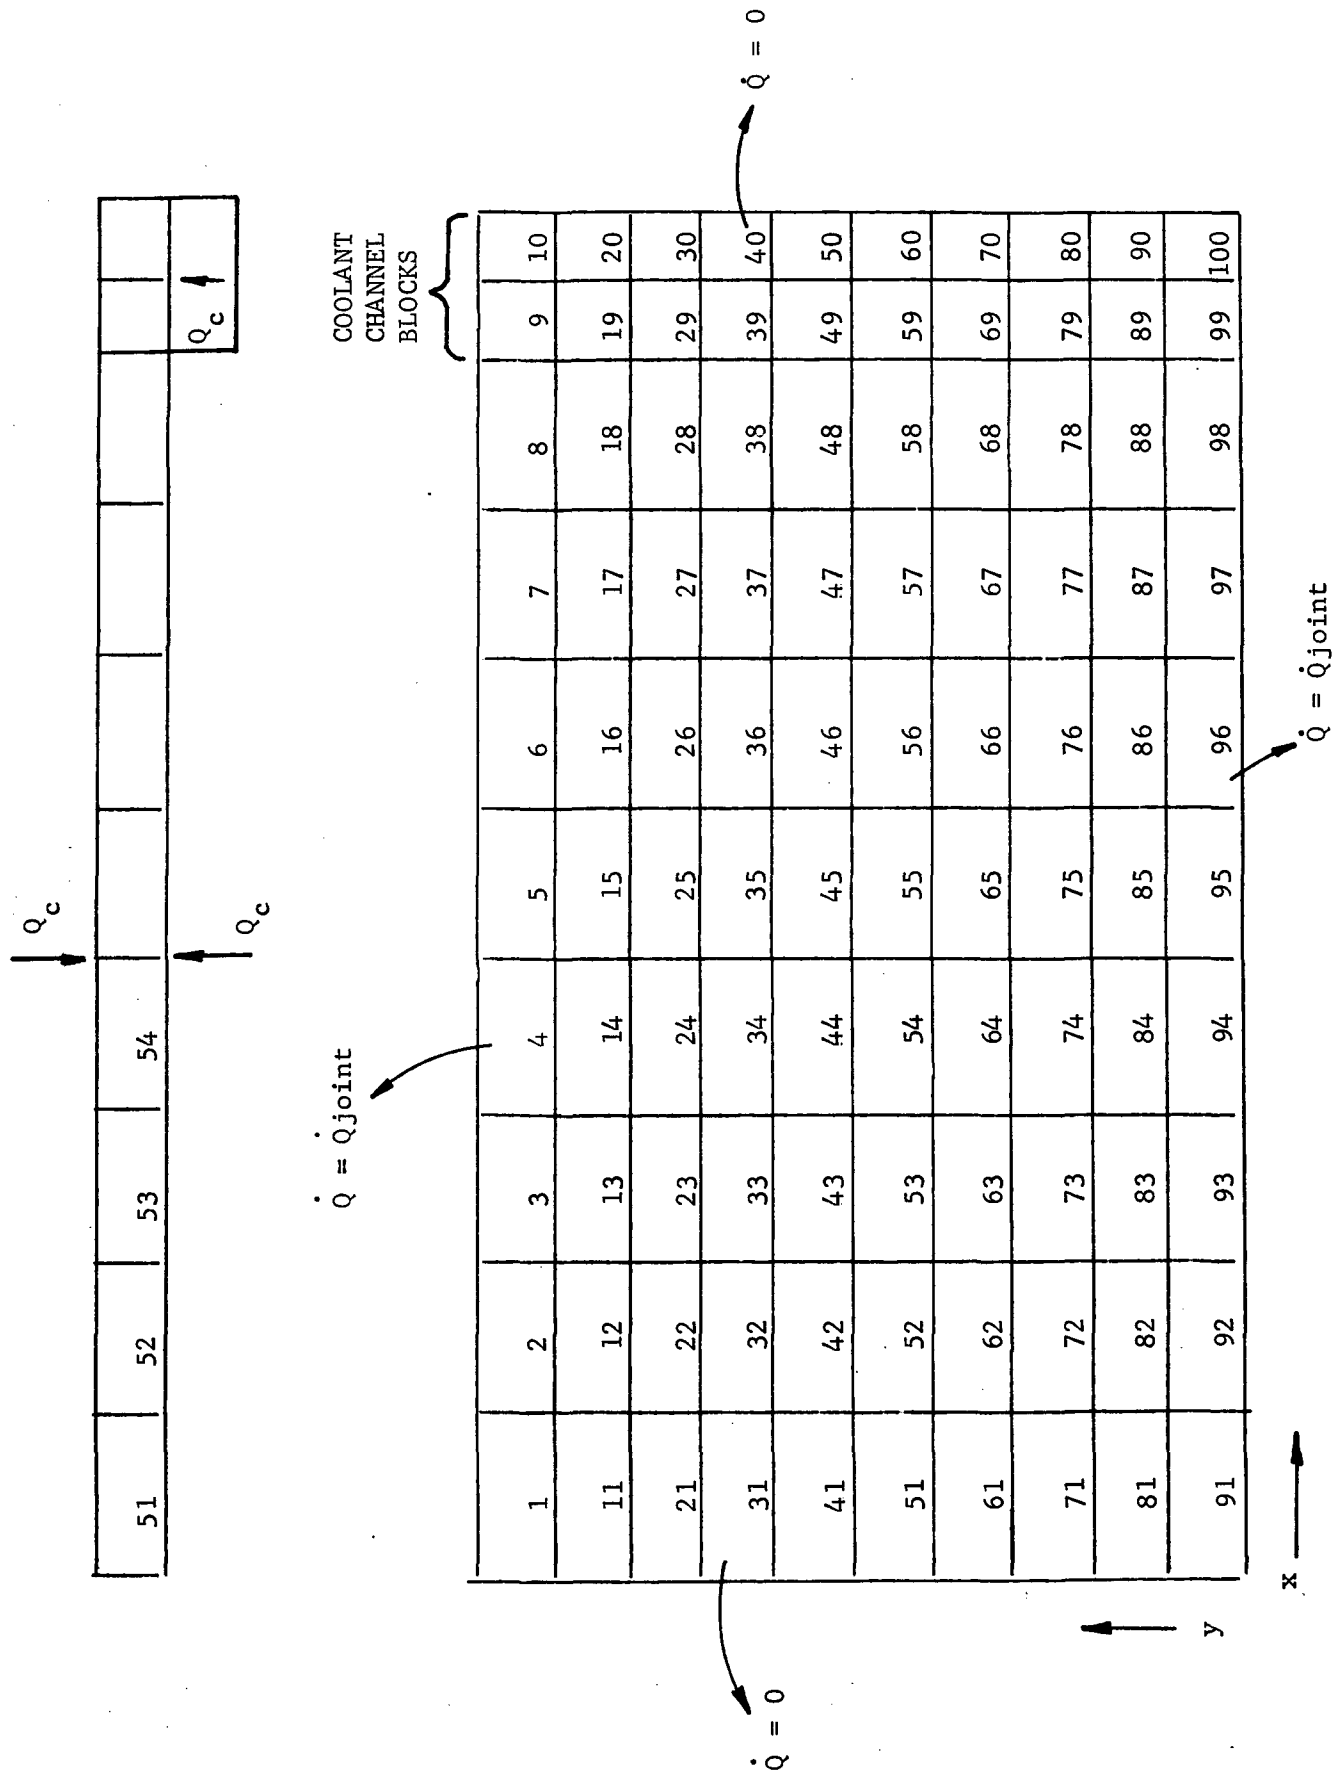 Qc
51 52 53 54
Qc
Qc
Q̇ = Q̇joint
COOLANT
CHANNEL
BLOCKS
1 2 3 4 5 6 7 8 9 10
11 12 13 14 15 16 17 18 19 20
21 22 23 24 25 26 27 28 29 30
31 32 33 34 35 36 37 38 39 40
Q̇ = 0
Q̇ = 0
41 42 43 44 45 46 47 48 49 50
51 52 53 54 55 56 57 58 59 60
61 62 63 64 65 66 67 68 69 70
71 72 73 74 75 76 77 78 79 80
81 82 83 84 85 86 87 88 89 90
91 92 93 94 95 96 97 98 99 100
y
x
Q̇ = Q̇joint